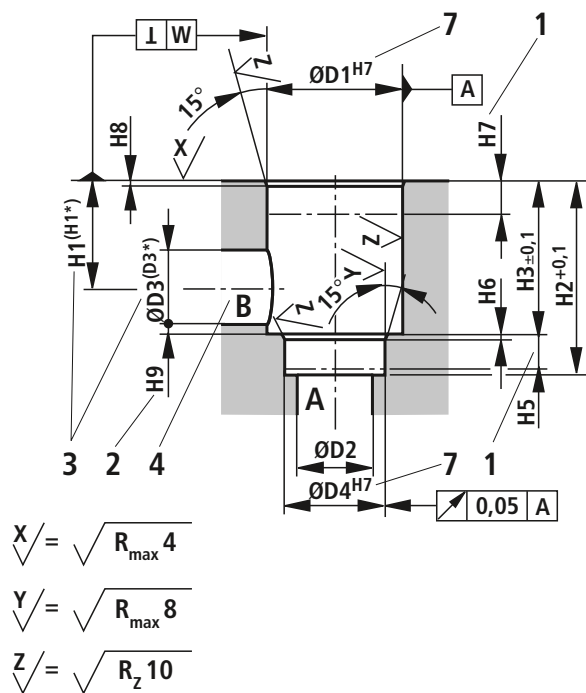 ⊥ W
7
1
Z
ØD1H7
A
15°
H8
X
H7
H1(H1*)
ØD3(D3*)
Z
15°
Y
Z
H6
H3±0,1
H2+0,1
B
A
H9
H5
3
2
4
ØD2
7
1
ØD4H7
↗ 0,05 A
X = √ Rmax 4
Y = √ Rmax 8
Z = √ RZ 10